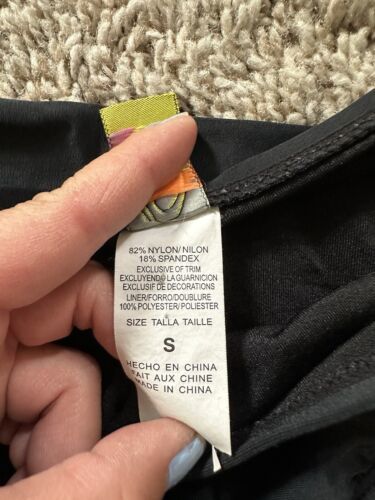 82% NYLON/ NILON
18% SPANDEX
EXCLUSIVE OF TRIM
EXCLUYENDO LA GUARNICION
EXCLUSIF DE DECORATIONS
LINER/FORRO/DOUBLURE
100% POLYESTER/POLIESTER
SIZE TALLA TAILLE
S
HECHO EN CHINA
FAIT AUX CHINE
MADE IN CHINA